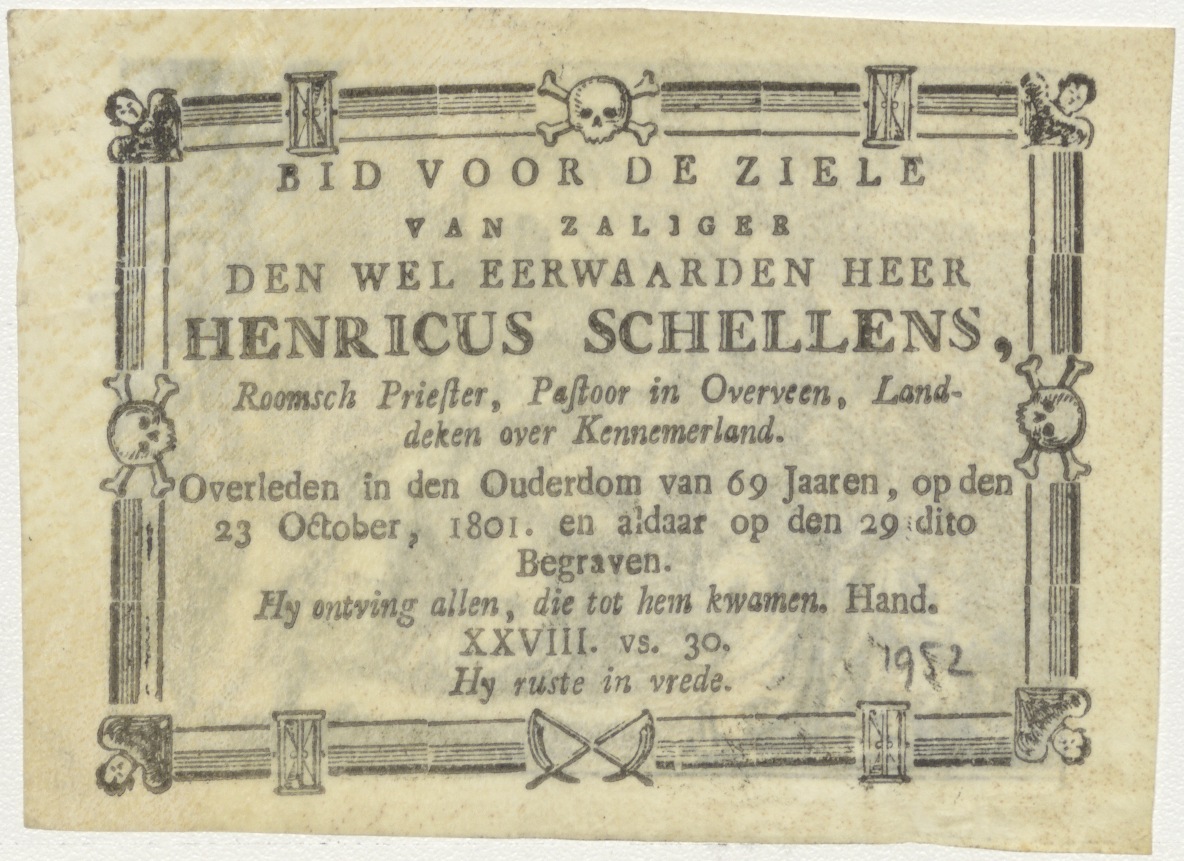 BID VOOR DE ZIELE
VAN ZALIGER
DEN WEL EERWAARDEN HEER
HENRICUS SCHELLENS,
Roomsch Prieſter, Paſtoor in Overveen, Land-
deken over Kennemerland.
Overleden in den Ouderdom van 69 Jaaren, op den
23 October, 1801. en aldaar op den 29 dito
Begraven.
Hy ontving allen, die tot hem kwamen. Hand.
XXVIII. vs. 30.
1952
Hy ruste in vrede.